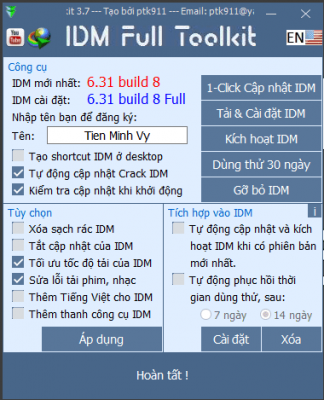 :it 3.7 --- Tạo bởi ptk911 --- Email: ptk911@ya
You
Tube
IDM Full Toolkit
EN
Công cụ
IDM mới nhất: 6.31 build 8
IDM cài đặt: 6.31 build 8 Full
Nhập tên bạn để đăng ký:
Tên: Tien Minh Vy
Tạo shortcut IDM ở desktop
Tự động cập nhật Crack IDM
Kiểm tra cập nhật khi khởi động
1-Click Cập nhật IDM
Tải & Cài đặt IDM
Kích hoạt IDM
Dùng thử 30 ngày
Gỡ bỏ IDM
Tùy chọn
Xóa sạch rác IDM
Tắt cập nhật của IDM
Tối ưu tốc độ tải của IDM
Sửa lỗi tải phim, nhạc
Thêm Tiếng Việt cho IDM
Thêm thanh công cụ IDM
Áp dụng
Tích hợp vào IDM
i
Tự động cập nhật và kích
hoạt IDM khi có phiên bản
mới nhất.
Tự động phục hồi thời
gian dùng thử, sau:
7 ngày 14 ngày
Cài đặt
Xóa
Hoàn tất !